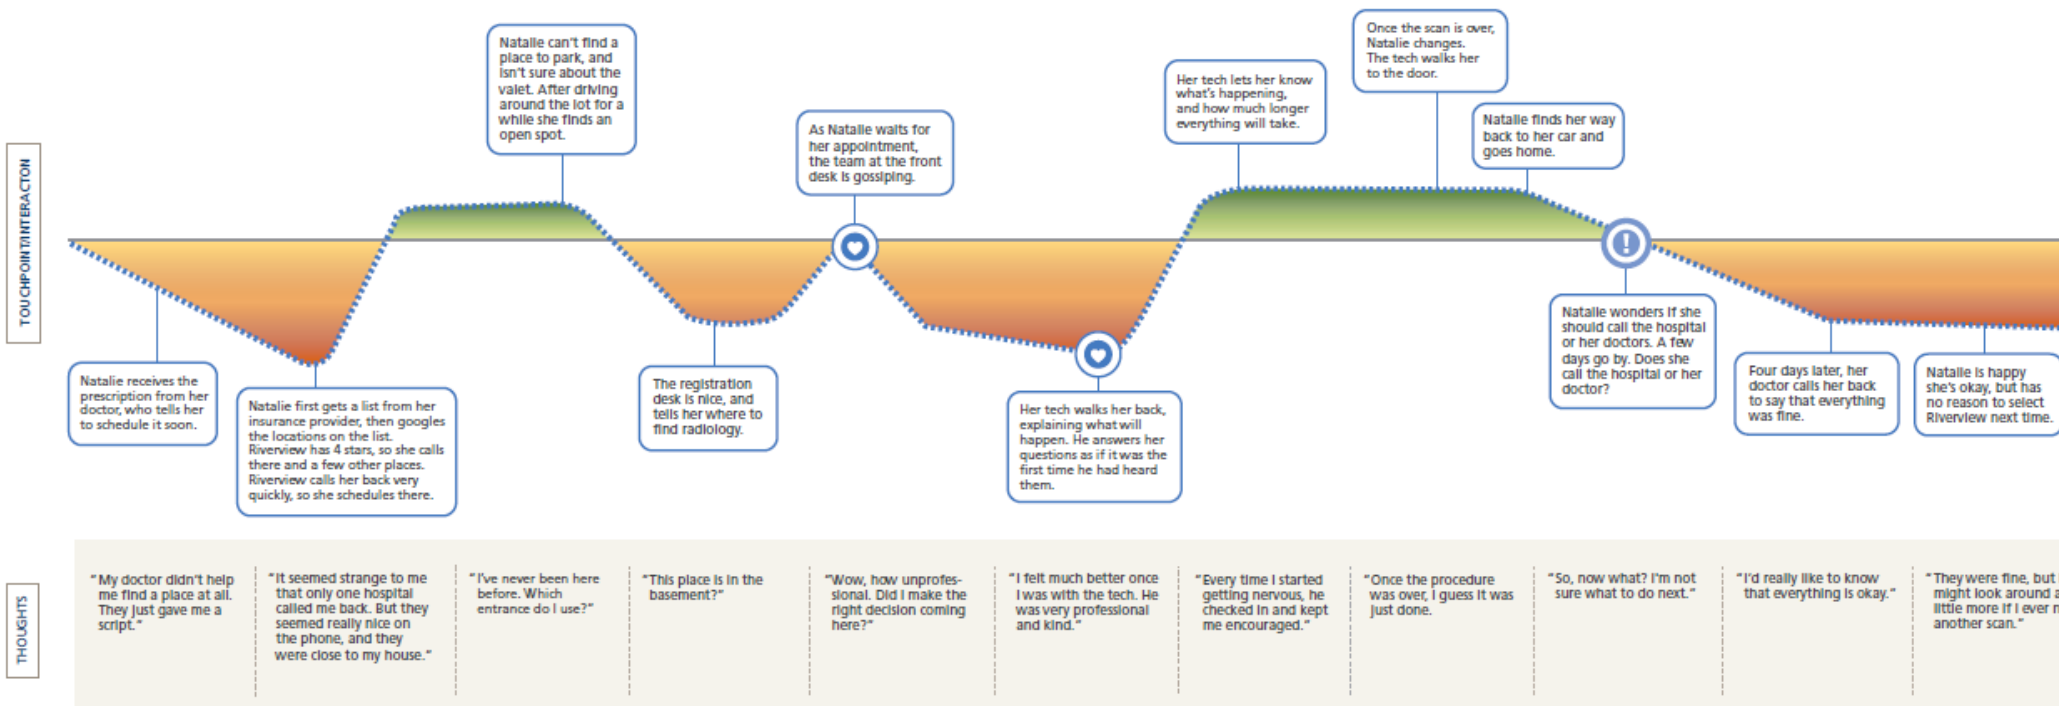 TOUCHPOINT/INTERACTON
Natalie receives the
prescription from her
doctor, who tells her
to schedule it soon.
Natalie first gets a list from her
insurance provider, then googles
the locations on the list.
Riverview has 4 stars, so she calls
there and a few other places.
Riverview calls her back very
quickly, so she schedules there.
Natalie can't find a
place to park, and
isn't sure about the
valet. After driving
around the lot for a
while she finds an
open spot.
The registration
desk is nice, and
tells her where to
find radiology.
As Natalie waits for
her appointment,
the team at the front
desk is gossiping.
Her tech walks her back,
explaining what will
happen. He answers her
questions as if it was the
first time he had heard
them.
Her tech lets her know
what's happening,
and how much longer
everything will take.
Once the scan is over,
Natalie changes.
The tech walks her
to the door.
Natalie finds her way
back to her car and
goes home.
!
Natalie wonders if she
should call the hospital
or her doctors. A few
days go by. Does she
call the hospital or her
doctor?
Four days later, her
doctor calls her back
to say that everything
was fine.
Natalie is happy
she's okay, but has
no reason to select
Riverview next time.
THOUGHTS
"My doctor didn't help
me find a place at all.
They just gave me a
script."
"It seemed strange to me
that only one hospital
called me back. But they
seemed really nice on
the phone, and they
were close to my house."
"I've never been here
before. Which
entrance do I use?"
"This place is in the
basement?"
"Wow, how unprofes-
sional. Did I make the
right decision coming
here?"
"I felt much better once
I was with the tech. He
was very professional
and kind."
"Every time I started
getting nervous, he
checked in and kept
me encouraged."
"Once the procedure
was over, I guess it was
just done.
"So, now what? I'm not
sure what to do next."
"I'd really like to know
that everything is okay."
"They were fine, but
might look around a
little more if I ever
another scan."